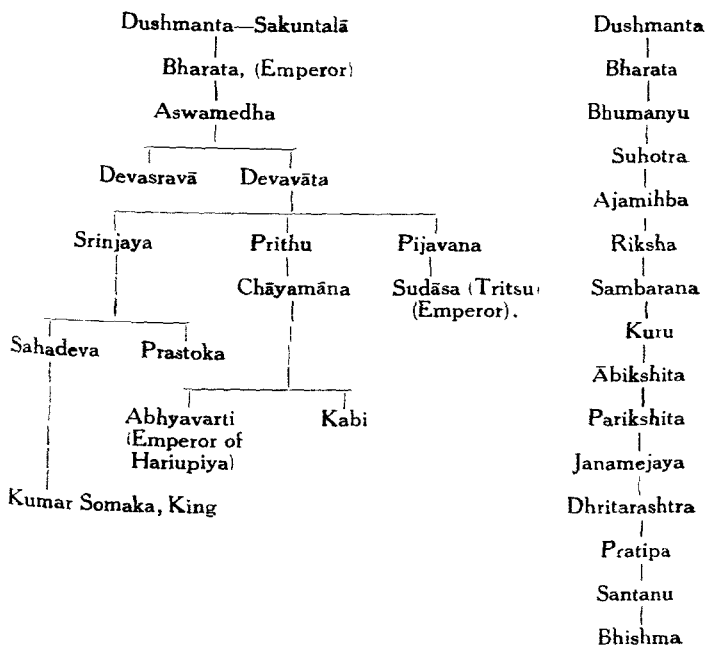 Dushmanta—Sakuntalā
Bharata, (Emperor)
Aswamedha
Devasravā Devavāta
Srinjaya Prithu Pijavana
Chāyamāna Sudāsa (Tritsu)
(Emperor).
Sahadeva Prastoka
Abhyavarti Kabi
(Emperor of
Hariupiya)
Kumar Somaka, King
Dushmanta
Bharata
Bhumanyu
Suhotra
Ajamihba
Riksha
Sambarana
Kuru
Ābikshita
Parikshita
Janamejaya
Dhritarashtra
Pratipa
Santanu
Bhishma